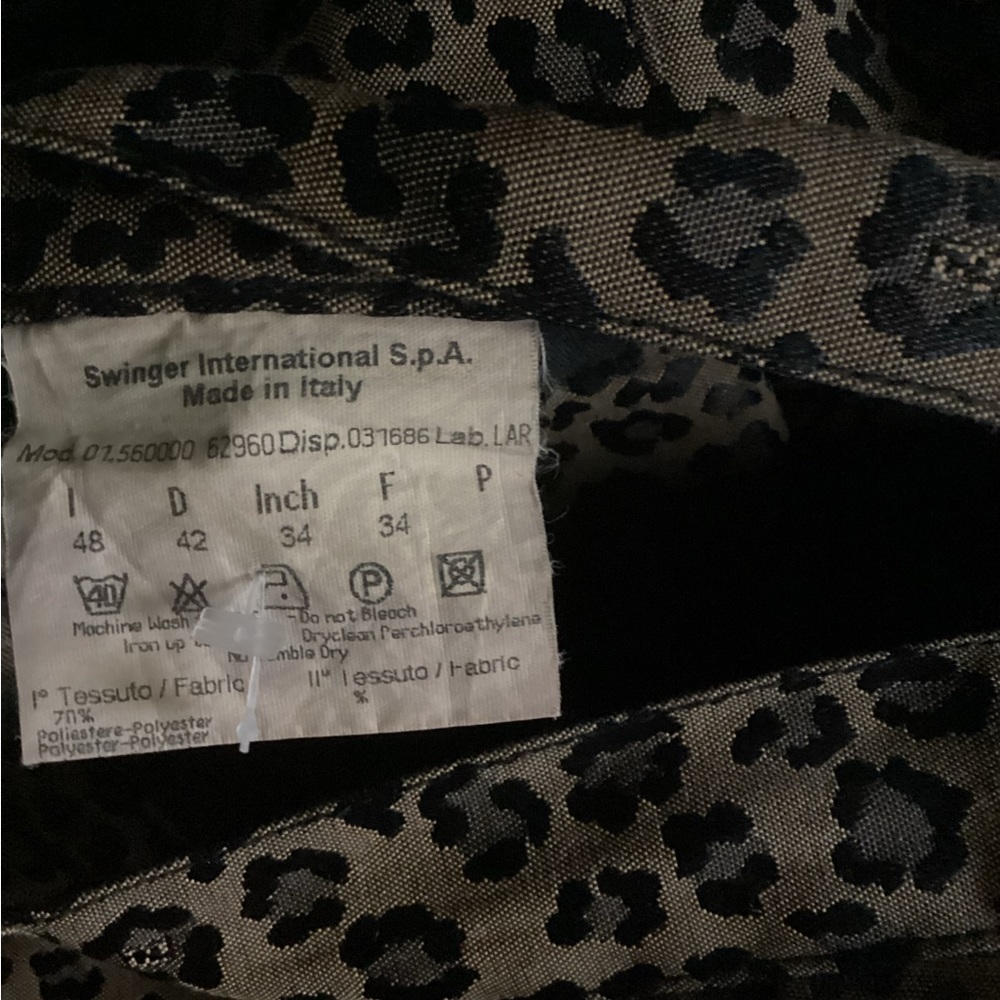 Swinger International S.p.A.
Made in Italy
Mod. 01.560000 62960 Disp.031686 Lab.LAR
I D Inch F P
48 42 34 34
40 P
Machine Wash - Do not Bleach
Iron up Dryclean Perchloroethylene
Tumble Dry
I° Tessuto / Fabric II° Tessuto / Fabric
70% %
Poliestere-Polyester
Polyester-Polyester